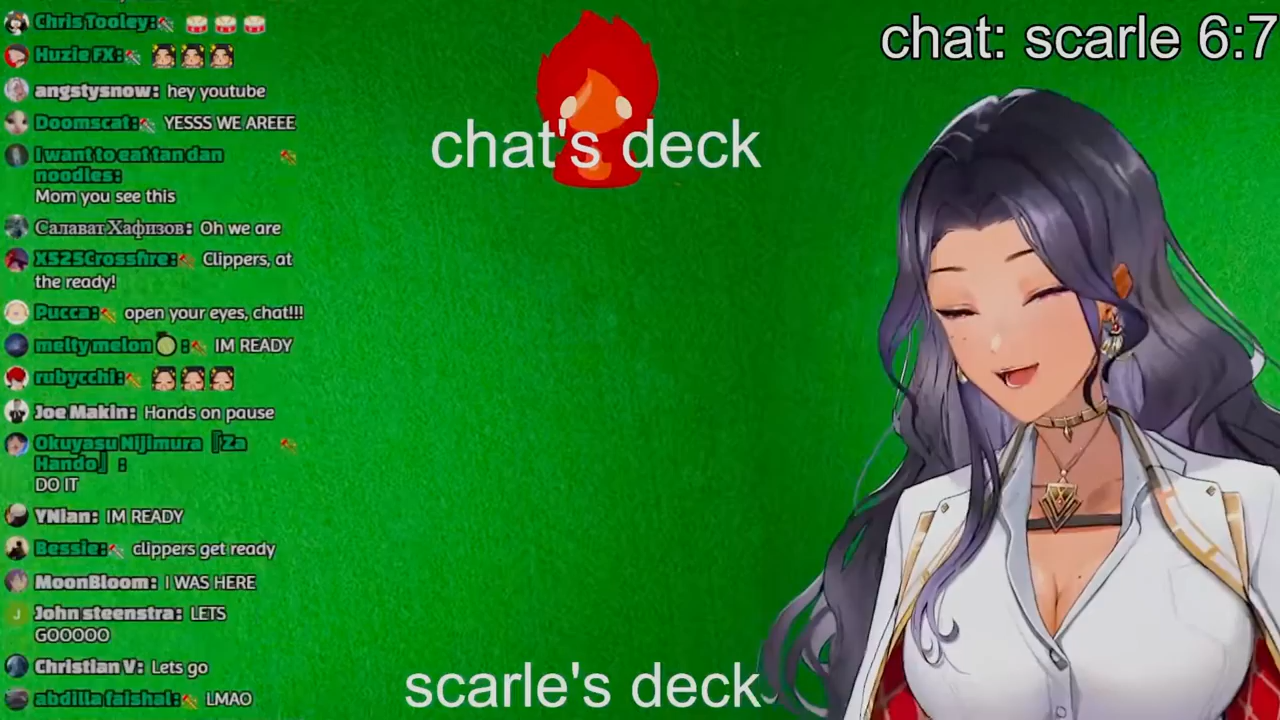 Chris Tooley:
Huzie FX:
angstysnow: hey youtube
Doomscat: YESSS WE AREEE
I want to eat tan dan
noodles:
Mom you see this
Салават Хафизов: Oh we are
X525Crossfire: Clippers, at
the ready!
Pucca: open your eyes, chat!!!
melty melon : IM READY
rubycchi:
Joe Makin: Hands on pause
Okuyasu Nijimura『Za
Hando』 :
DO IT
YNian: IM READY
Bessie: clippers get ready
MoonBloom: I WAS HERE
J John steenstra: LETS
GOOOOO
Christian V: Lets go
abdilla faishal: LMAO
chat's deck
scarle's deck
chat: scarle 6:7